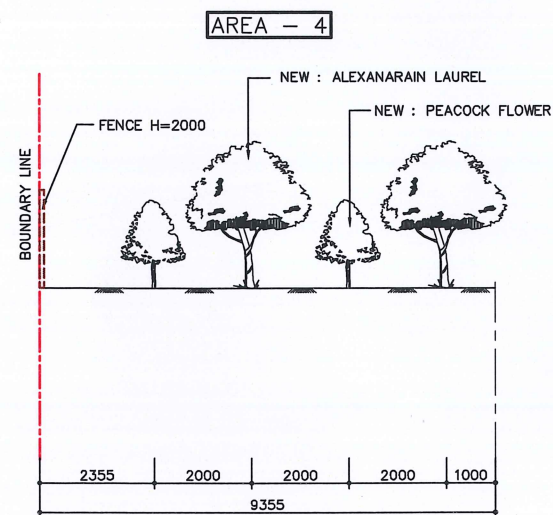 AREA - 4
NEW : ALEXANARAIN LAUREL
NEW : PEACOCK FLOWER
FENCE H=2000
BOUNDARY LINE
2355 2000 2000 2000 1000
9355